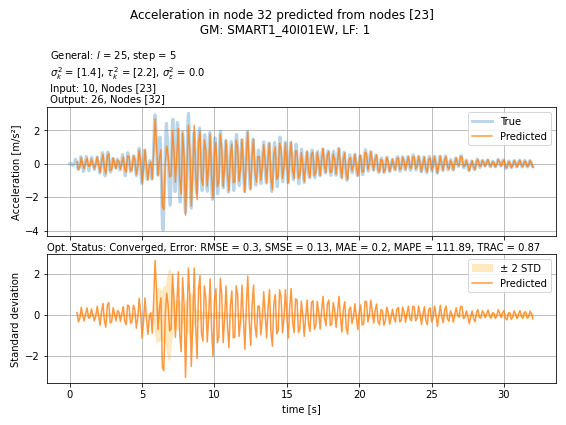 Acceleration in node 32 predicted from nodes [23]
GM: SMART1_40I01EW, LF: 1
General: l = 25, step = 5
σ²ₖ = [1.4], τ²ₖ = [2.2], σ²ε = 0.0
Input: 10, Nodes [23]
Output: 26, Nodes [32]
True
Predicted
Acceleration [m/s²]
2
0
−2
−4
Opt. Status: Converged, Error: RMSE = 0.3, SMSE = 0.13, MAE = 0.2, MAPE = 111.89, TRAC = 0.87
± 2 STD
Predicted
Standard deviation
2
0
−2
0 5 10 15 20 25 30
time [s]